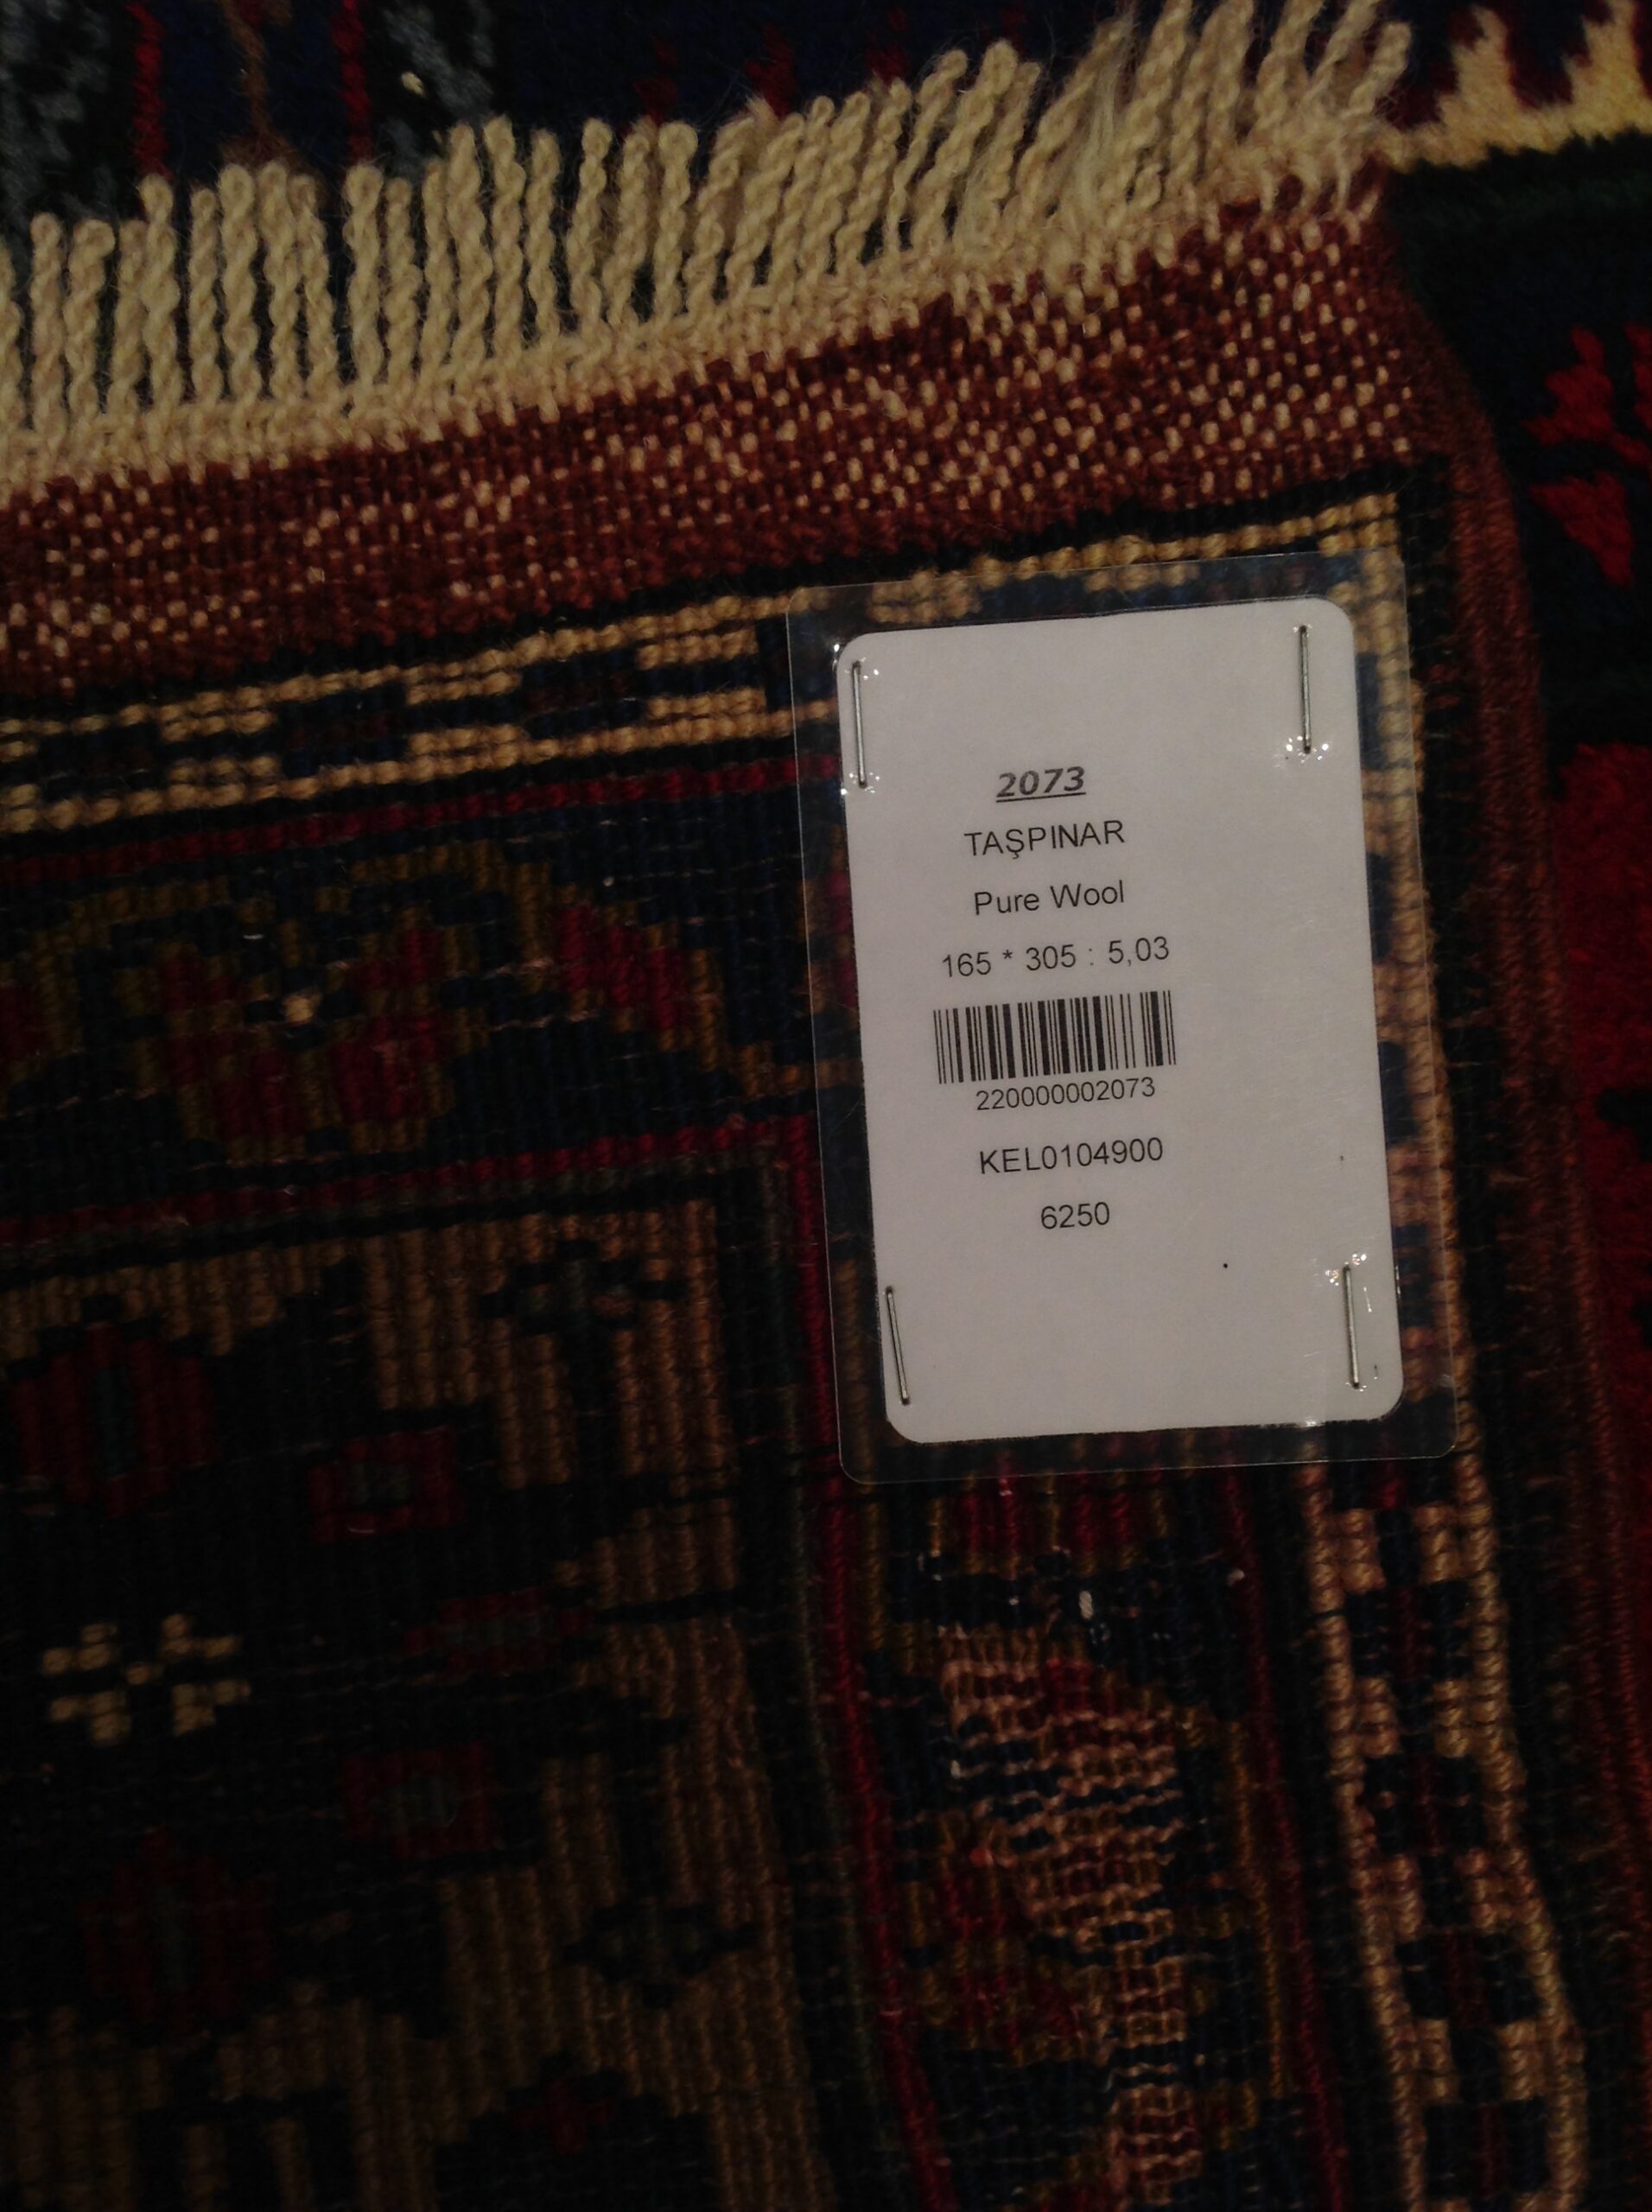 2073
TAŞPINAR
Pure Wool
165 * 305 : 5,03
220000002073
KEL0104900
6250